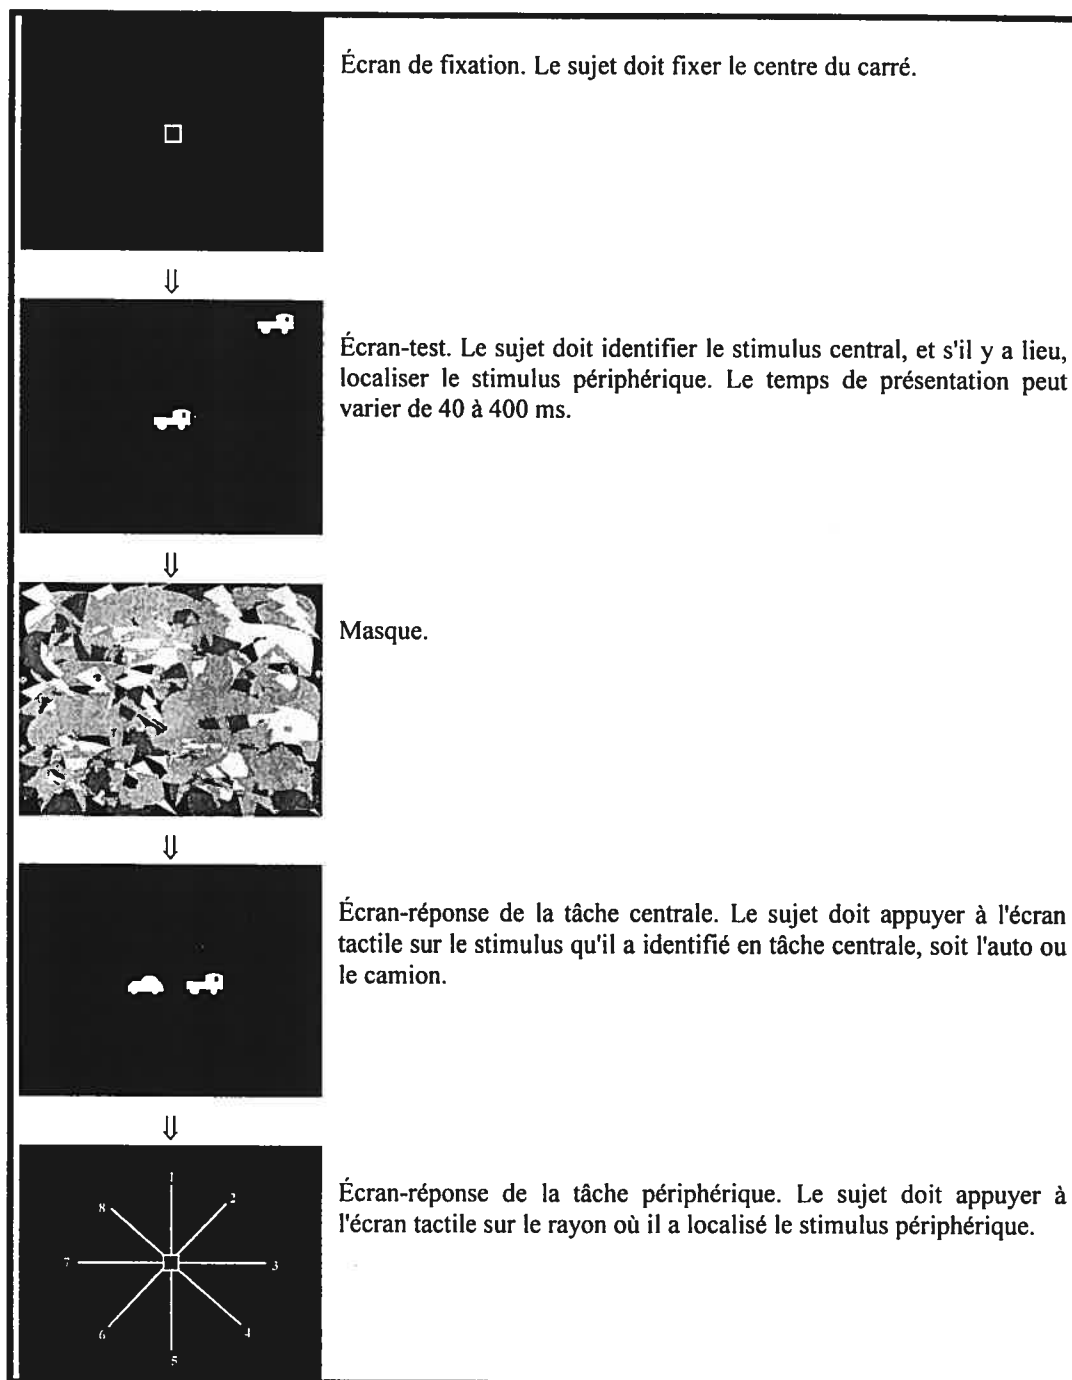 Écran de fixation. Le sujet doit fixer le centre du carré.
⇓
Écran-test. Le sujet doit identifier le stimulus central, et s'il y a lieu,
localiser le stimulus périphérique. Le temps de présentation peut
varier de 40 à 400 ms.
⇓
Masque.
⇓
Écran-réponse de la tâche centrale. Le sujet doit appuyer à l'écran
tactile sur le stimulus qu'il a identifié en tâche centrale, soit l'auto ou
le camion.
⇓
Écran-réponse de la tâche périphérique. Le sujet doit appuyer à
l'écran tactile sur le rayon où il a localisé le stimulus périphérique.
1
2
3
4
5
6
7
8